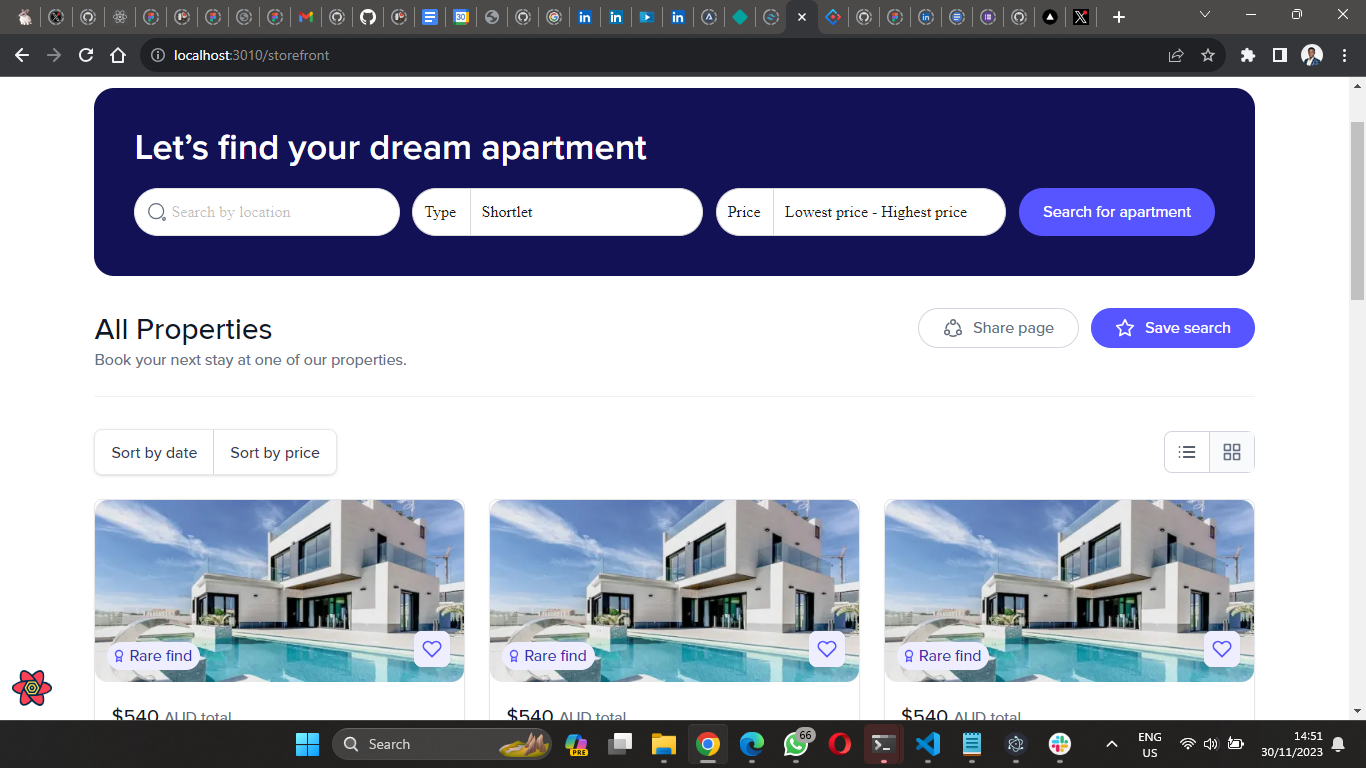 31
localhost:3010/storefront
Let’s find your dream apartment
Search by location
Type
Shortlet
Price
Lowest price - Highest price
Search for apartment
All Properties
Share page
Save search
Book your next stay at one of our properties.
Sort by date
Sort by price
Rare find
Rare find
Rare find
$540 AUD total
$540 AUD total
$540 AUD total
Search
PRE
66
ENG
US
14:51
30/11/2023